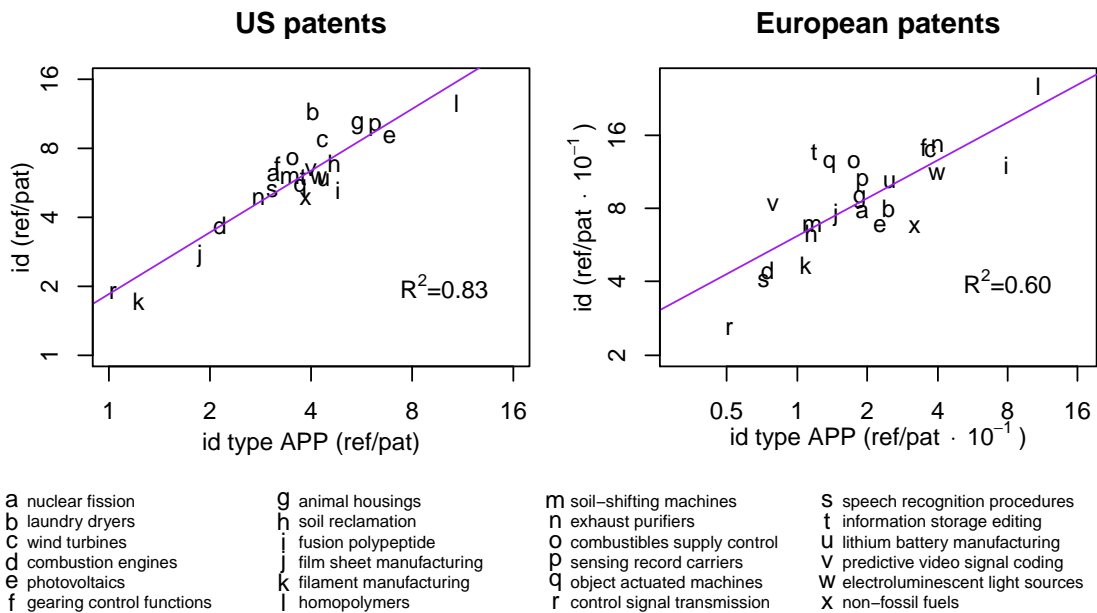 US patents
European patents
id (ref/pat)
16
8
4
2
1
b
g
p
l
e
c
r
o
h
f
a
m
t
v
w
u
s
q
i
n
x
d
j
r
k
R²=0.83
1 2 4 8 16
id type APP (ref/pat)
id (ref/pat · 10⁻¹)
16
8
4
2
l
t
q
o
f
c
n
i
w
p
u
v
g
a
b
j
m
h
e
x
k
d
s
r
R²=0.60
0.5 1 2 4 8 16
id type APP (ref/pat · 10⁻¹)
a nuclear fission
b laundry dryers
c wind turbines
d combustion engines
e photovoltaics
f gearing control functions
g animal housings
h soil reclamation
i fusion polypeptide
j film sheet manufacturing
k filament manufacturing
l homopolymers
m soil−shifting machines
n exhaust purifiers
o combustibles supply control
p sensing record carriers
q object actuated machines
r control signal transmission
s speech recognition procedures
t information storage editing
u lithium battery manufacturing
v predictive video signal coding
w electroluminescent light sources
x non−fossil fuels